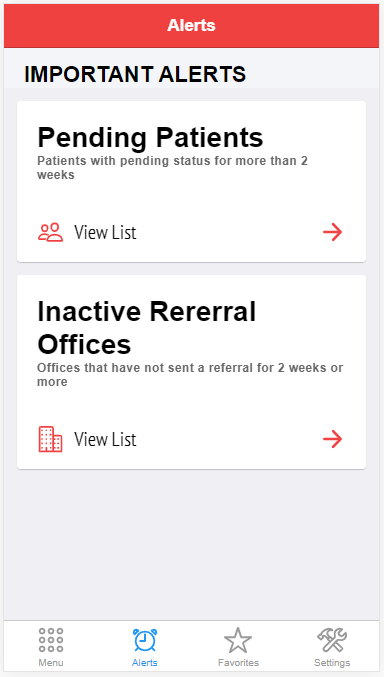 Alerts
IMPORTANT ALERTS
Pending Patients
Patients with pending status for more than 2
weeks
View List
Inactive Rererral
Offices
Offices that have not sent a referral for 2 weeks or
more
View List
Menu
Alerts
Favorites
Settings